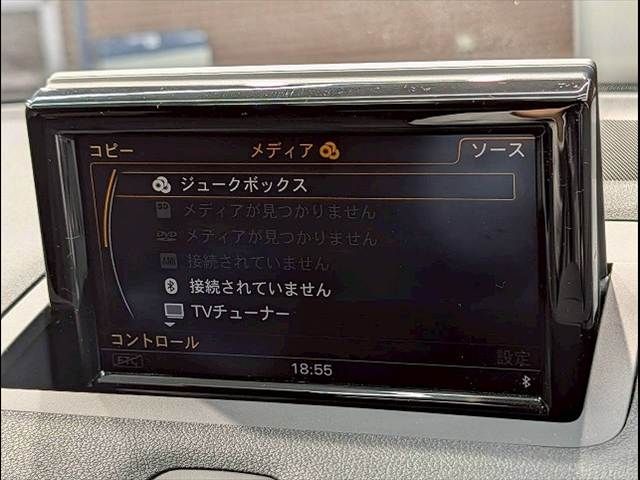 コピー メディア ソース
ジュークボックス
SD メディアが見つかりません
DVD メディアが見つかりません
AMI 接続されていません
接続されていません
TVチューナー
コントロール
ETC 設定
18:55